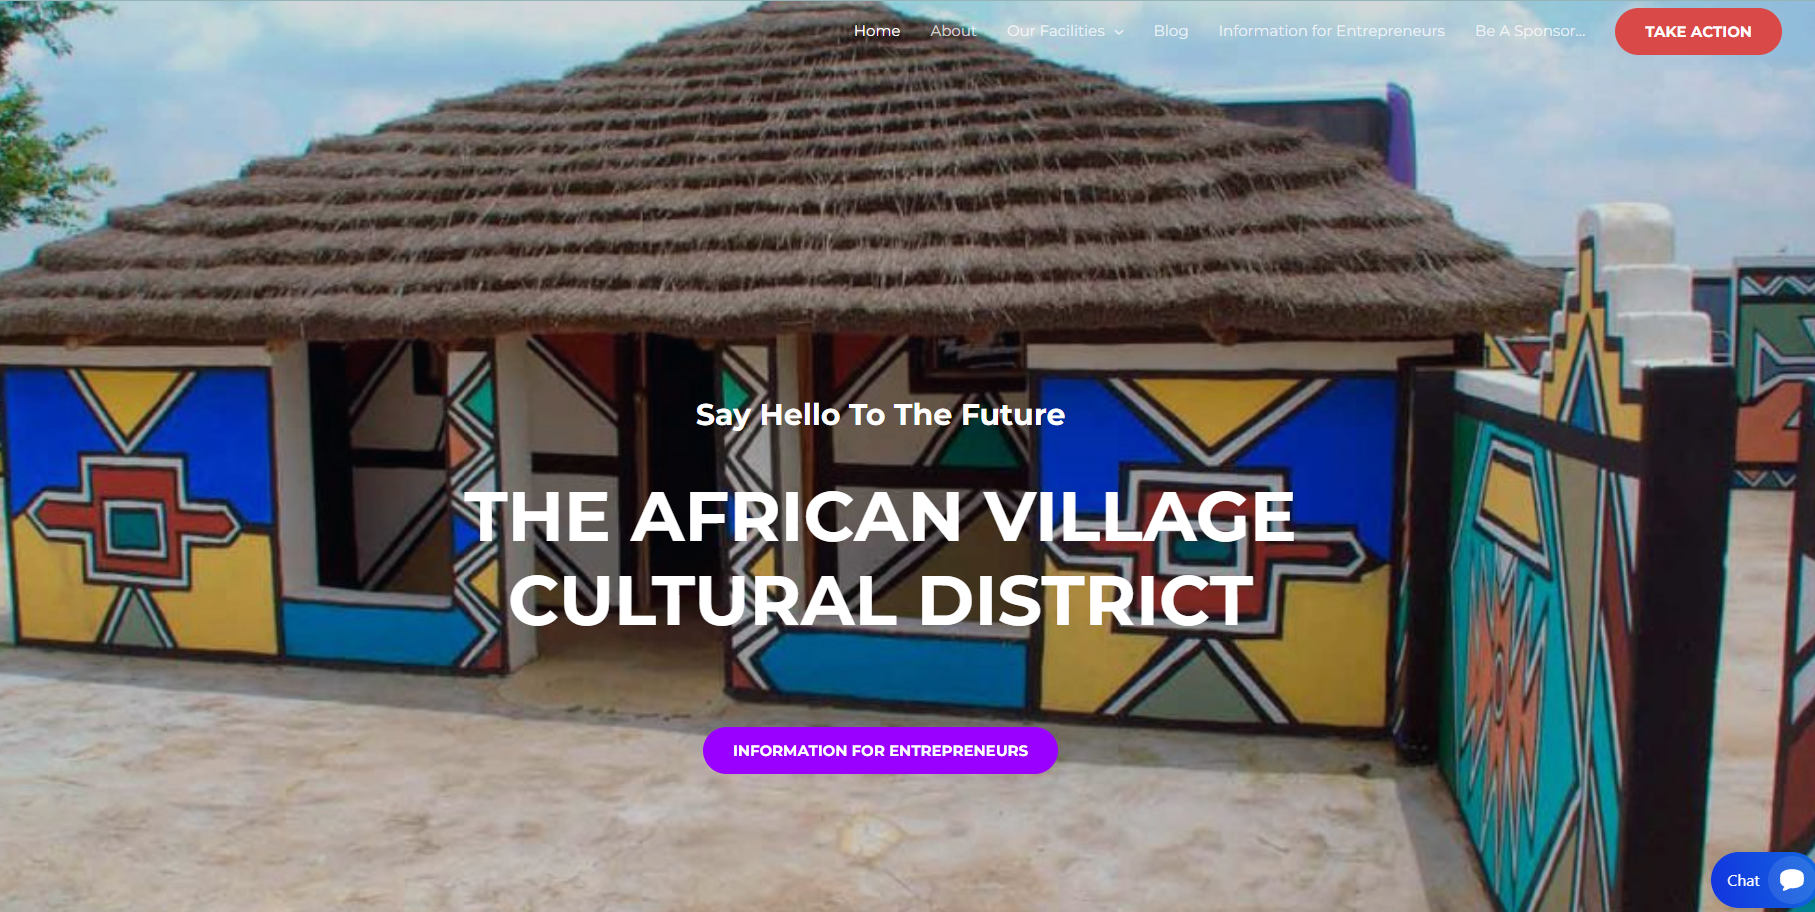 Home About Our Facilities Blog Information for Entrepreneurs Be A Sponsor... TAKE ACTION
Say Hello To The Future
THE AFRICAN VILLAGE
CULTURAL DISTRICT
INFORMATION FOR ENTREPRENEURS
Chat